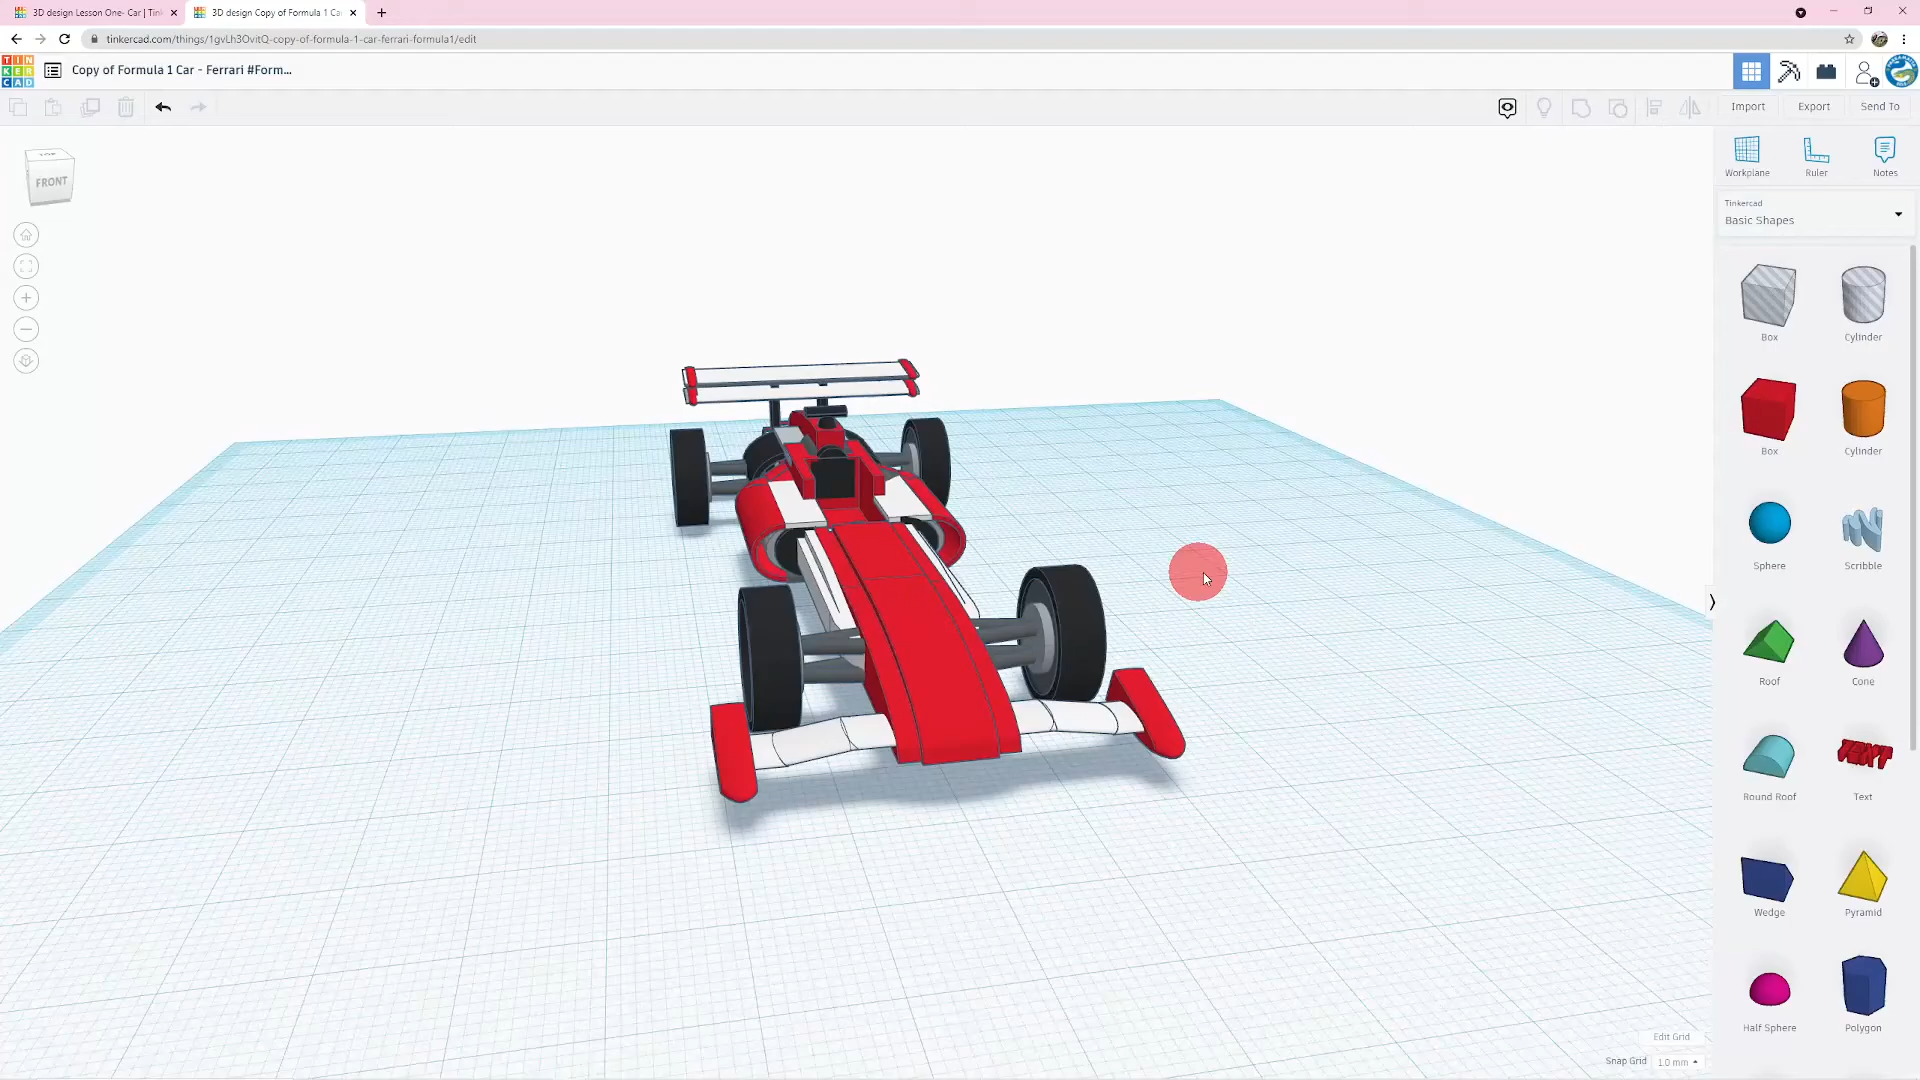 3D design Lesson One- Car | Tin
3D design Copy of Formula 1 Ca
tinkercad.com/things/1gvLh3OvitQ-copy-of-formula-1-car-ferrari-formula1/edit
TIN
KER
CAD
Copy of Formula 1 Car - Ferrari #Form...
Import
Export
Send To
TOP
FRONT
Workplane
Ruler
Notes
Tinkercad
Basic Shapes
Box
Cylinder
Box
Cylinder
Sphere
Scribble
Roof
Cone
Round Roof
TEXT
Text
Wedge
Pyramid
Half Sphere
Polygon
Edit Grid
Snap Grid
1.0 mm